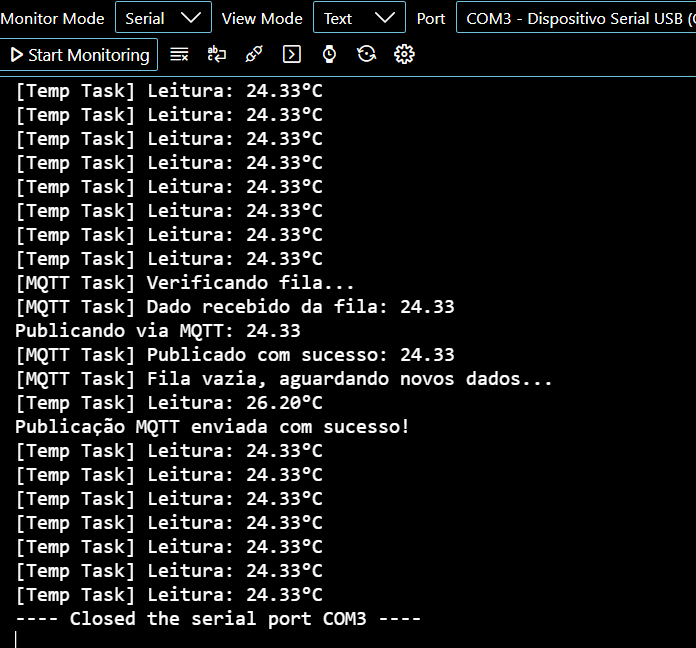 Monitor Mode Serial View Mode Text Port COM3 - Dispositivo Serial USB (
Start Monitoring
[Temp Task] Leitura: 24.33°C
[Temp Task] Leitura: 24.33°C
[Temp Task] Leitura: 24.33°C
[Temp Task] Leitura: 24.33°C
[Temp Task] Leitura: 24.33°C
[Temp Task] Leitura: 24.33°C
[Temp Task] Leitura: 24.33°C
[Temp Task] Leitura: 24.33°C
[MQTT Task] Verificando fila...
[MQTT Task] Dado recebido da fila: 24.33
Publicando via MQTT: 24.33
[MQTT Task] Publicado com sucesso: 24.33
[MQTT Task] Fila vazia, aguardando novos dados...
[Temp Task] Leitura: 26.20°C
Publicação MQTT enviada com sucesso!
[Temp Task] Leitura: 24.33°C
[Temp Task] Leitura: 24.33°C
[Temp Task] Leitura: 24.33°C
[Temp Task] Leitura: 24.33°C
[Temp Task] Leitura: 24.33°C
[Temp Task] Leitura: 24.33°C
[Temp Task] Leitura: 24.33°C
---- Closed the serial port COM3 ----